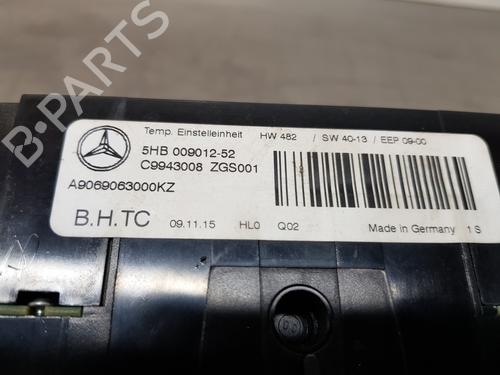 Temp. Einstelleinheit HW 482 / SW 40-13 / EEP 09-00
5HB 009012-52
C9943008 ZGS001
A9069063000KZ
B.H.TC 09.11.15 HL0 Q02 Made in Germany 1S
B-PARTS